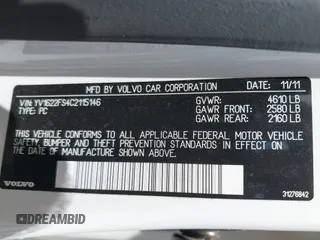 MFD. BY VOLVO CAR CORPORATION 11/11
VIN: YV1622FS4C2115146 GVWR: 4610 LB
TYPE: PC GAWR FRONT: 2580 LB
GAWR REAR: 2160 LB
THIS VEHICLE CONFORMS TO ALL APPLICABLE FEDERAL MOTOR VEHICLE
SAFETY, BUMPER AND THEFT PREVENTION STANDARDS IN EFFECT ON
THE DATE OF MANUFACTURE SHOWN ABOVE.
VOLVO 31276842
DREAMBID